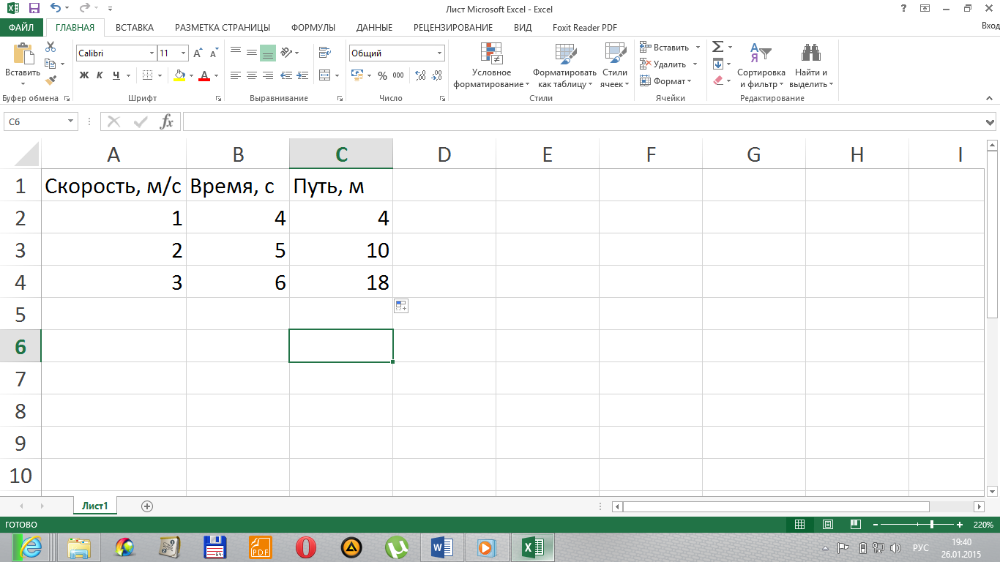 Лист Microsoft Excel - Excel
ФАЙЛ ГЛАВНАЯ ВСТАВКА РАЗМЕТКА СТРАНИЦЫ ФОРМУЛЫ ДАННЫЕ РЕЦЕНЗИРОВАНИЕ ВИД Foxit Reader PDF Вход
Вставить
Calibri 11
Ж К Ч
Общий
% 000
Условное форматирование
Форматировать как таблицу
Стили ячеек
Вставить
Удалить
Формат
Сортировка и фильтр
Найти и выделить
Буфер обмена Шрифт Выравнивание Число Стили Ячейки Редактирование
C6 fx
A B C D E F G H I
1 Скорость, м/с Время, с Путь, м
2 1 4 4
3 2 5 10
4 3 6 18
5
6
7
8
9
10
Лист1
ГОТОВО 220%
РУС 19:40
26.01.2015